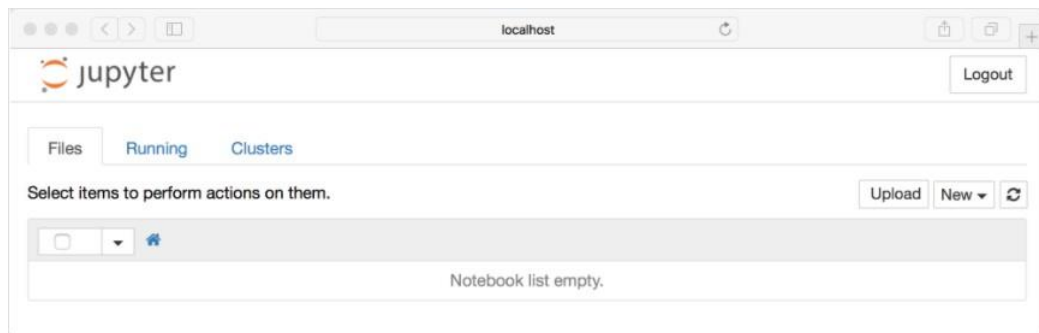 localhost
jupyter
Logout
Files Running Clusters
Select items to perform actions on them.
Upload New
Notebook list empty.